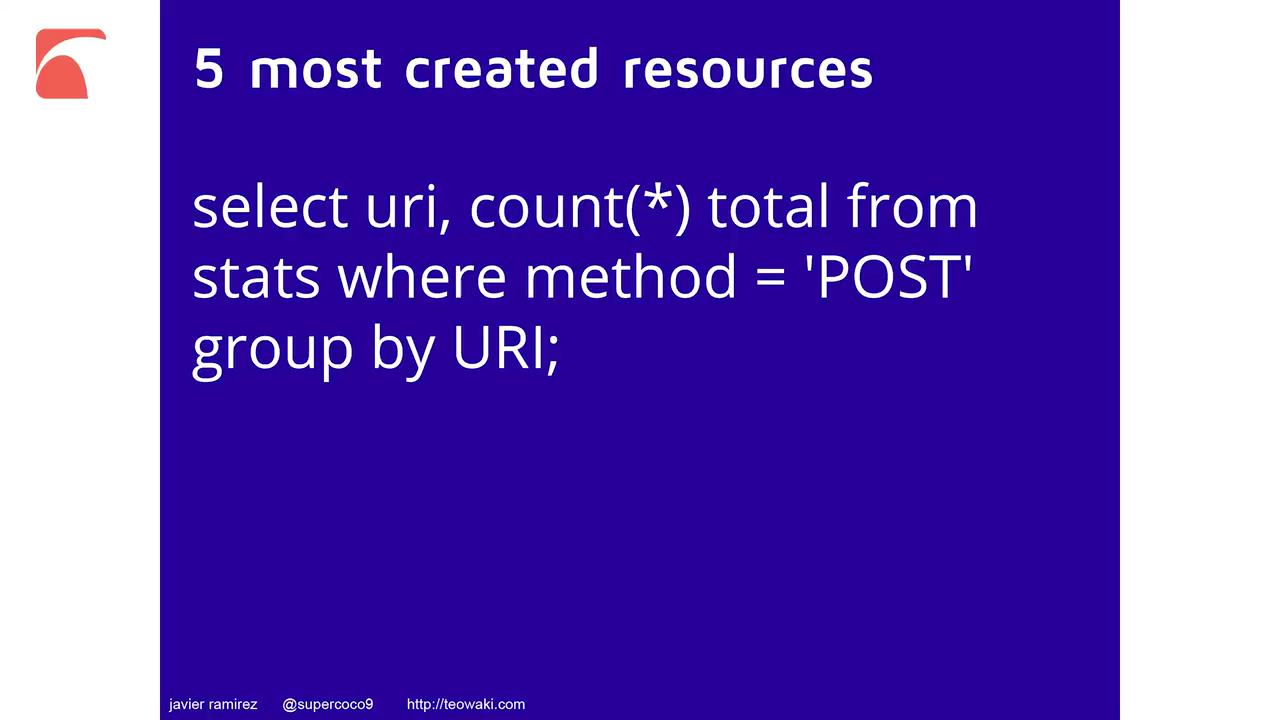 5 most created resources
select uri, count(*) total from
stats where method = 'POST'
group by URI;
javier ramirez @supercoco9 http://teowaki.com